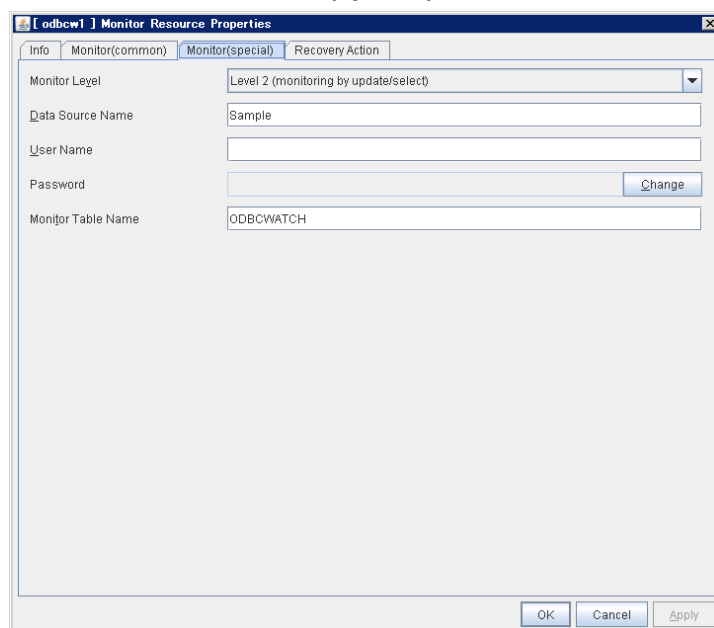 [ odbcw1 ] Monitor Resource Properties
Info Monitor(common) Monitor(special) Recovery Action
Monitor Level Level 2 (monitoring by update/select)
Data Source Name Sample
User Name
Password Change
Monitor Table Name ODBCWATCH
OK Cancel Apply